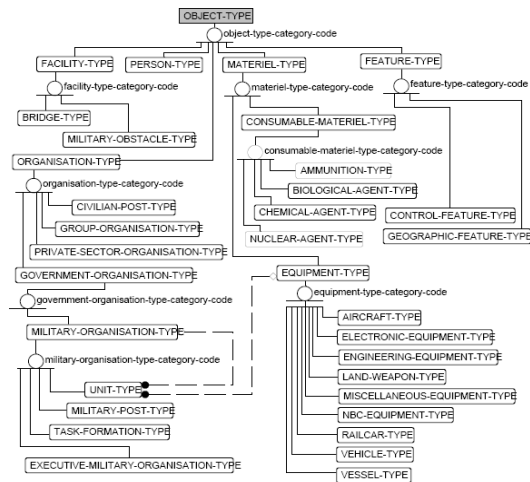 OBJECT-TYPE
object-type-category-code
FACILITY-TYPE
PERSON-TYPE
MATERIEL-TYPE
FEATURE-TYPE
facility-type-category-code
materiel-type-category-code
feature-type-category-code
BRIDGE-TYPE
CONSUMABLE-MATERIEL-TYPE
MILITARY-OBSTACLE-TYPE
consumable-materiel-type-category-code
ORGANISATION-TYPE
AMMUNITION-TYPE
organisation-type-category-code
BIOLOGICAL-AGENT-TYPE
CIVILIAN-POST-TYPE
CHEMICAL-AGENT-TYPE
CONTROL-FEATURE-TYPE
GROUP-ORGANISATION-TYPE
NUCLEAR-AGENT-TYPE
GEOGRAPHIC-FEATURE-TYPE
PRIVATE-SECTOR-ORGANISATION-TYPE
GOVERNMENT-ORGANISATION-TYPE
EQUIPMENT-TYPE
government-organisation-type-category-code
equipment-type-category-code
AIRCRAFT-TYPE
MILITARY-ORGANISATION-TYPE
ELECTRONIC-EQUIPMENT-TYPE
military-organisation-type-category-code
ENGINEERING-EQUIPMENT-TYPE
LAND-WEAPON-TYPE
UNIT-TYPE
MISCELLANEOUS-EQUIPMENT-TYPE
MILITARY-POST-TYPE
NBC-EQUIPMENT-TYPE
TASK-FORMATION-TYPE
RAILCAR-TYPE
VEHICLE-TYPE
EXECUTIVE-MILITARY-ORGANISATION-TYPE
VESSEL-TYPE